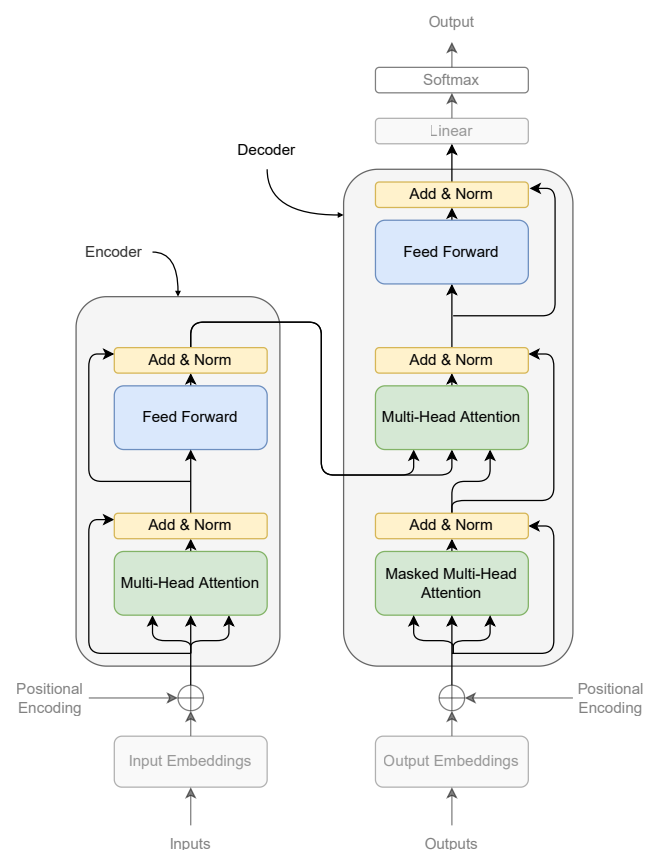 Output
Softmax
Linear
Decoder
Add & Norm
Feed Forward
Encoder
Add & Norm
Feed Forward
Add & Norm
Multi-Head Attention
Add & Norm
Multi-Head Attention
Add & Norm
Masked Multi-Head
Attention
Positional
Encoding
Positional
Encoding
Input Embeddings
Output Embeddings
Inputs
Outputs